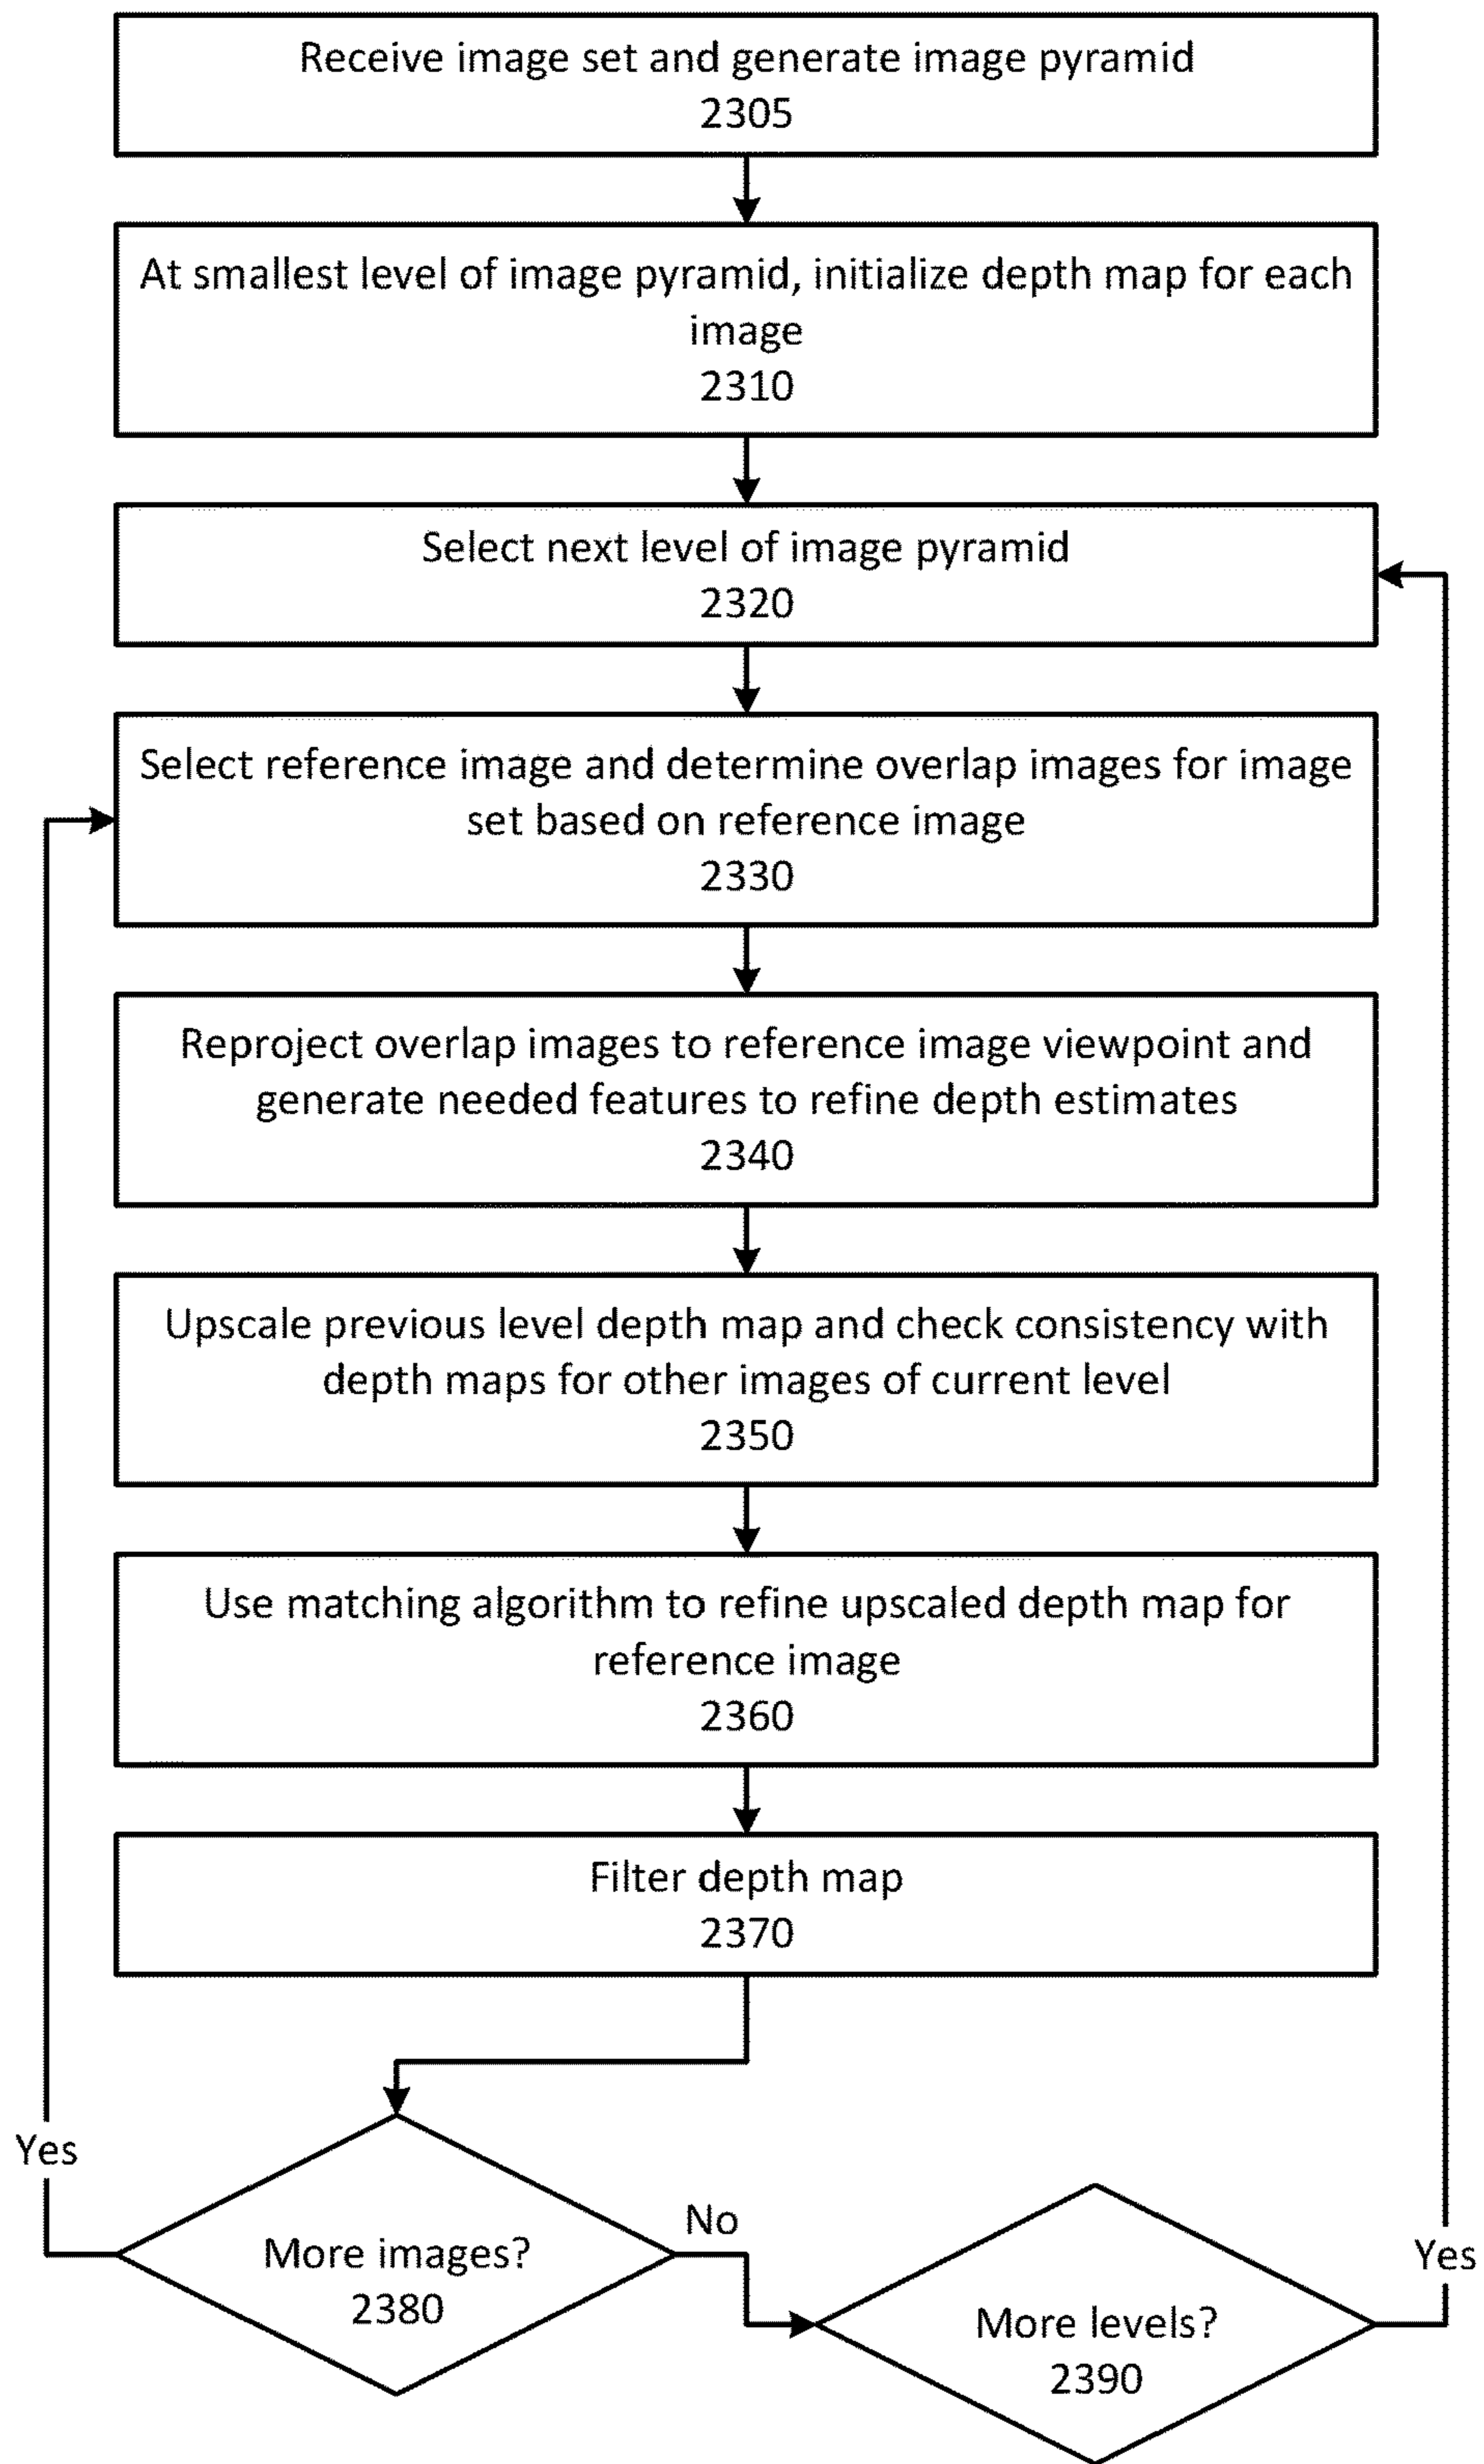 Receive image set and generate image pyramid
2305
At smallest level of image pyramid, initialize depth map for each
image
2310
Select next level of image pyramid
2320
Select reference image and determine overlap images for image
set based on reference image
2330
Reproject overlap images to reference image viewpoint and
generate needed features to refine depth estimates
2340
Upscale previous level depth map and check consistency with
depth maps for other images of current level
2350
Use matching algorithm to refine upscaled depth map for
reference image
2360
Filter depth map
2370
Yes
More images?
2380
No
More levels?
2390
Yes